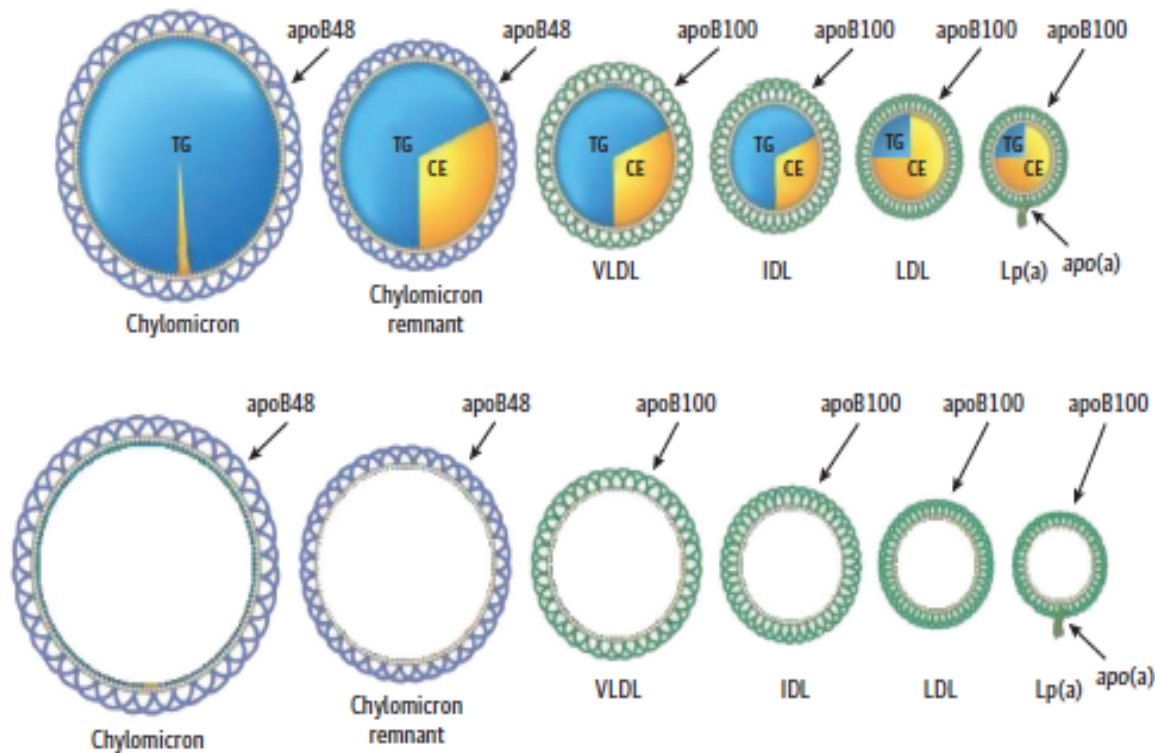 apoB48 apoB48 apoB100 apoB100 apoB100 apoB100
TG TG CE TG CE TG CE TG CE TG CE
Chylomicron
Chylomicron
remnant
VLDL
IDL
LDL
Lp(a)
apo(a)
apoB48 apoB48 apoB100 apoB100 apoB100 apoB100
Chylomicron
Chylomicron
remnant
VLDL
IDL
LDL
Lp(a)
apo(a)